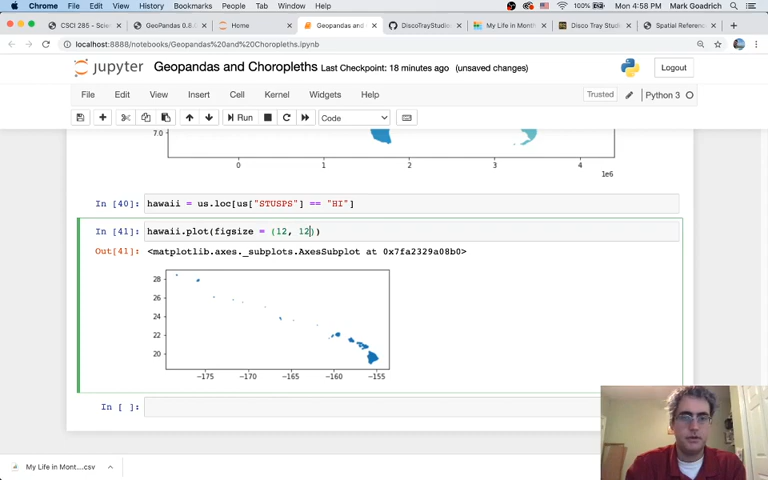 Chrome File Edit View History Bookmarks People Tab Window Help 100% Mon 4:58 PM Mark Goadrich
CSCI 285 - Scie
GeoPandas 0.8.
Home
Geopandas and
DiscoTrayStudio
My Life in Mont
Disco Tray Stud
Spatial Referenc
localhost:8888/notebooks/Geopandas%20and%20Choropleths.ipynb
jupyter Geopandas and Choropleths Last Checkpoint: 18 minutes ago (unsaved changes) Logout
File Edit View Insert Cell Kernel Widgets Help Trusted Python 3
Run Code
7.0
0 1 2 3 4
1e6
In [40]: hawaii = us.loc[us["STUSPS"] == "HI"]
In [41]: hawaii.plot(figsize = (12, 12))
Out[41]: <matplotlib.axes._subplots.AxesSubplot at 0x7fa2329a08b0>
28
26
24
22
20
−175 −170 −165 −160 −155
In [ ]:
My Life in Mont....csv